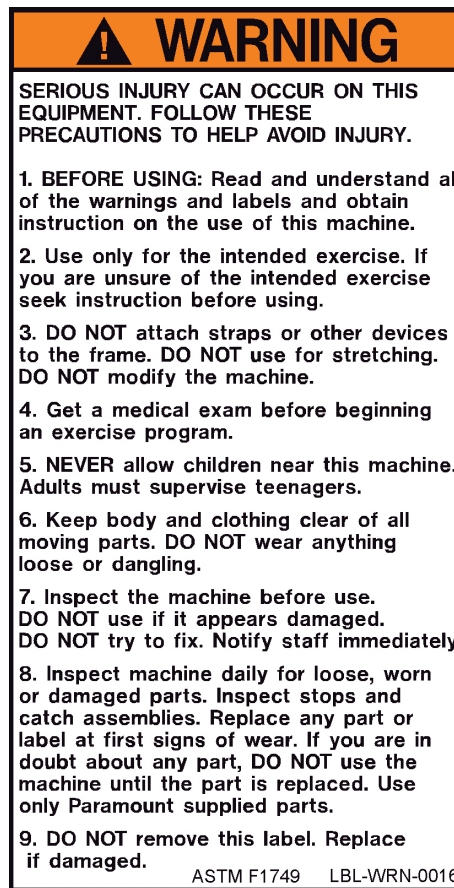 WARNING
SERIOUS INJURY CAN OCCUR ON THIS
EQUIPMENT. FOLLOW THESE
PRECAUTIONS TO HELP AVOID INJURY.
1. BEFORE USING: Read and understand al
of the warnings and labels and obtain
instruction on the use of this machine.
2. Use only for the intended exercise. If
you are unsure of the intended exercise
seek instruction before using.
3. DO NOT attach straps or other devices
to the frame. DO NOT use for stretching.
DO NOT modify the machine.
4. Get a medical exam before beginning
an exercise program.
5. NEVER allow children near this machine.
Adults must supervise teenagers.
6. Keep body and clothing clear of all
moving parts. DO NOT wear anything
loose or dangling.
7. Inspect the machine before use.
DO NOT use if it appears damaged.
DO NOT try to fix. Notify staff immediately
8. Inspect machine daily for loose, worn
or damaged parts. Inspect stops and
catch assemblies. Replace any part or
label at first signs of wear. If you are in
doubt about any part, DO NOT use the
machine until the part is replaced. Use
only Paramount supplied parts.
9. DO NOT remove this label. Replace
if damaged.
ASTM F1749 LBL-WRN-0016